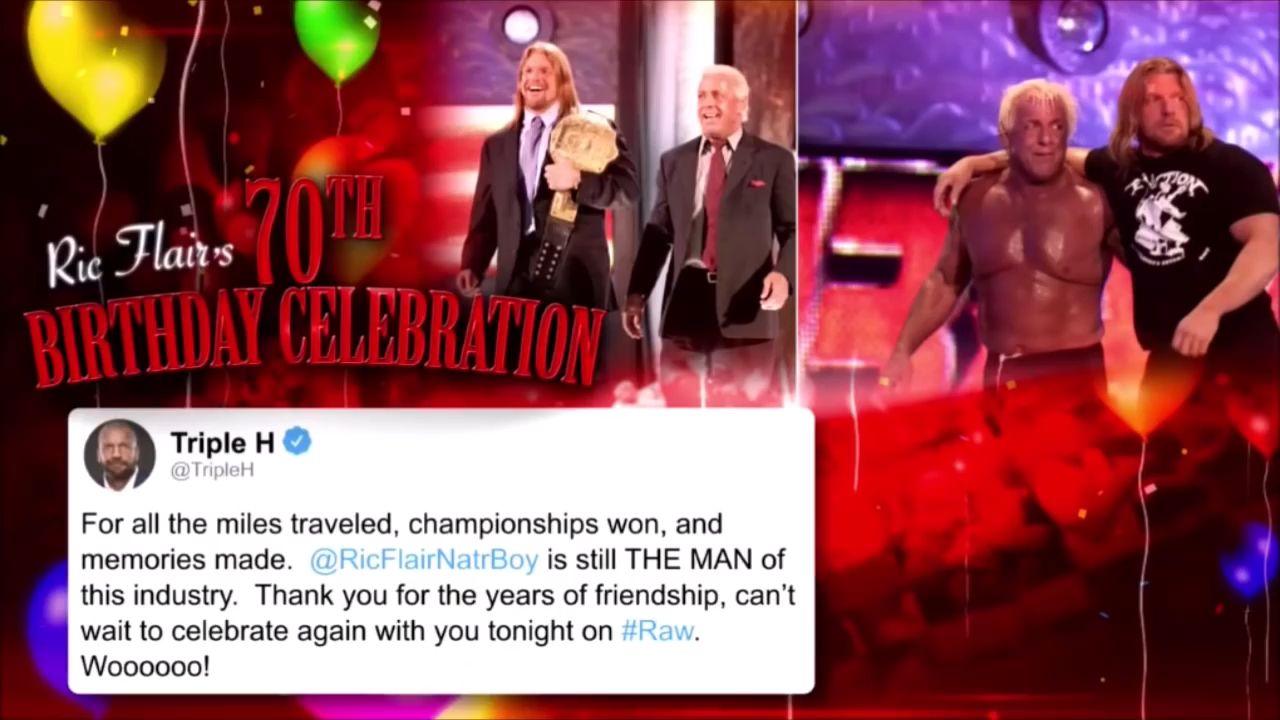 Ric Flair's 70TH
BIRTHDAY CELEBRATION
Triple H
@TripleH
For all the miles traveled, championships won, and
memories made. @RicFlairNatrBoy is still THE MAN of
this industry. Thank you for the years of friendship, can't
wait to celebrate again with you tonight on #Raw.
Woooooo!